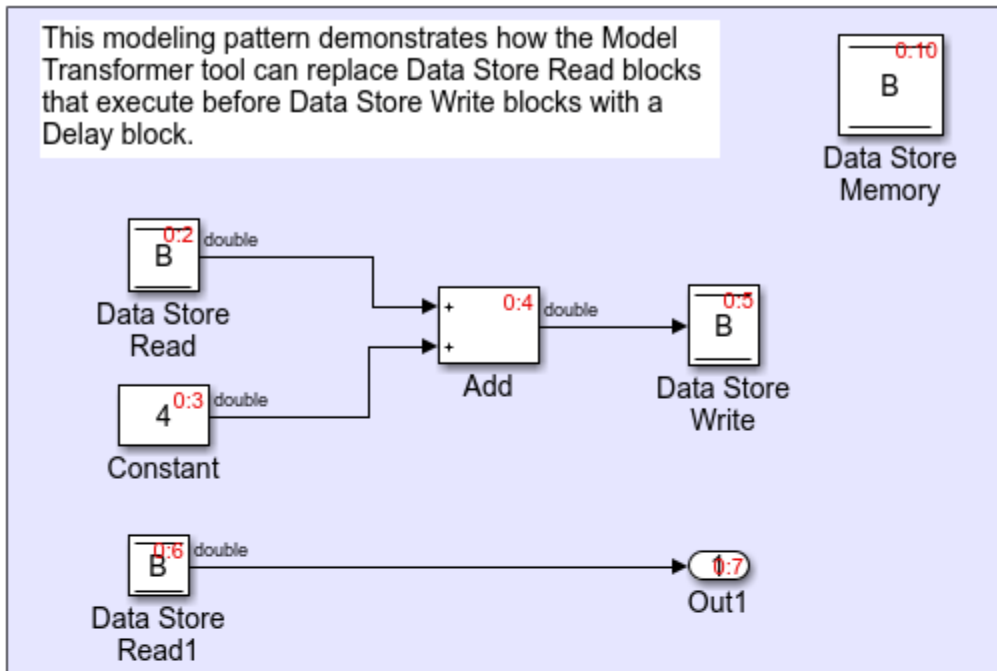 This modeling pattern demonstrates how the Model
Transformer tool can replace Data Store Read blocks
that execute before Data Store Write blocks with a
Delay block.
0:10
B
Data Store
Memory
0:2
B
double
Data Store
Read
0:4
+
+
double
Add
0:5
B
Data Store
Write
0:3
4
double
Constant
0:6
B
double
Data Store
Read1
1
0:7
Out1